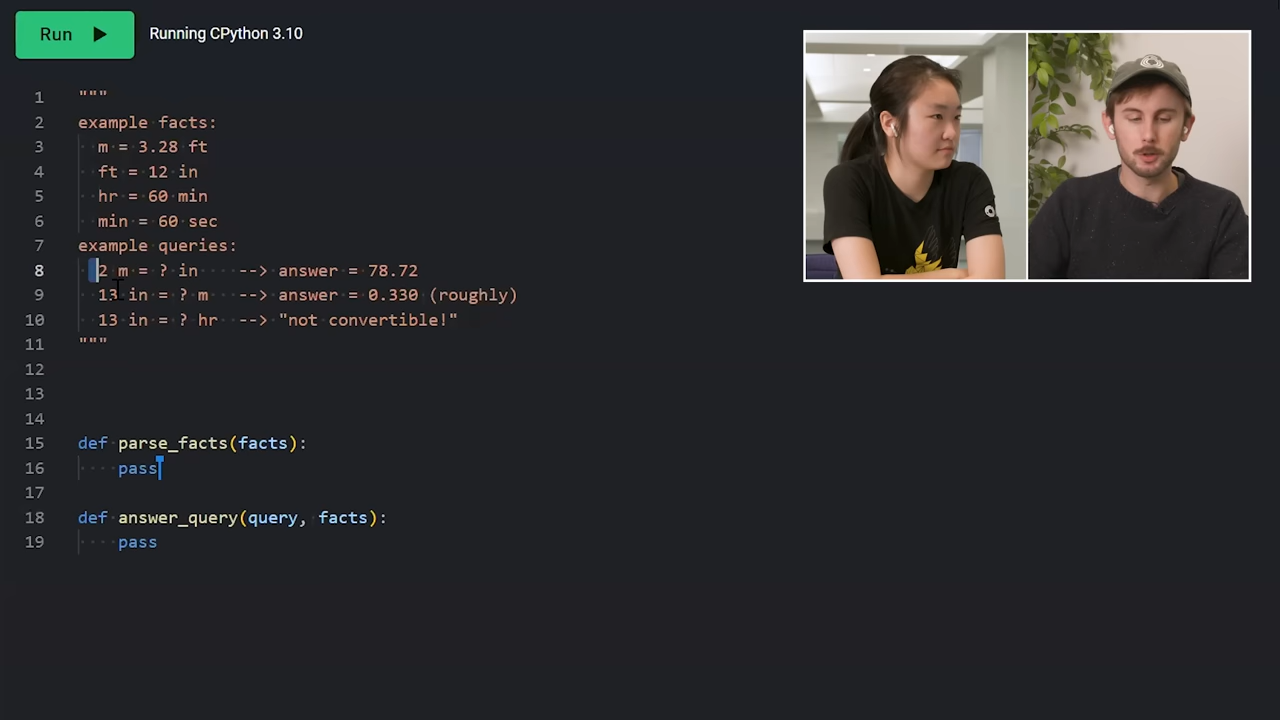 Run
Running CPython 3.10
1 """
2 example facts:
3 m = 3.28 ft
4 ft = 12 in
5 hr = 60 min
6 min = 60 sec
7 example queries:
8 2 m = ? in --> answer = 78.72
9 13 in = ? m --> answer = 0.330 (roughly)
10 13 in = ? hr --> "not convertible!"
11 """
12
13
14
15 def parse_facts(facts):
16 pass
17
18 def answer_query(query, facts):
19 pass